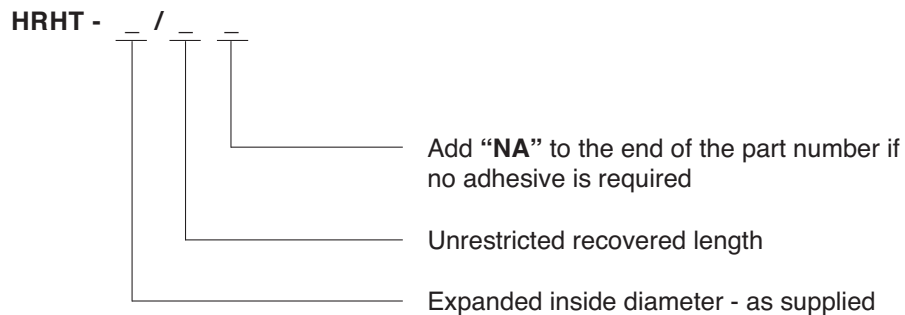 HRHT - _ / _ _
Add “NA” to the end of the part number if
no adhesive is required
Unrestricted recovered length
Expanded inside diameter - as supplied